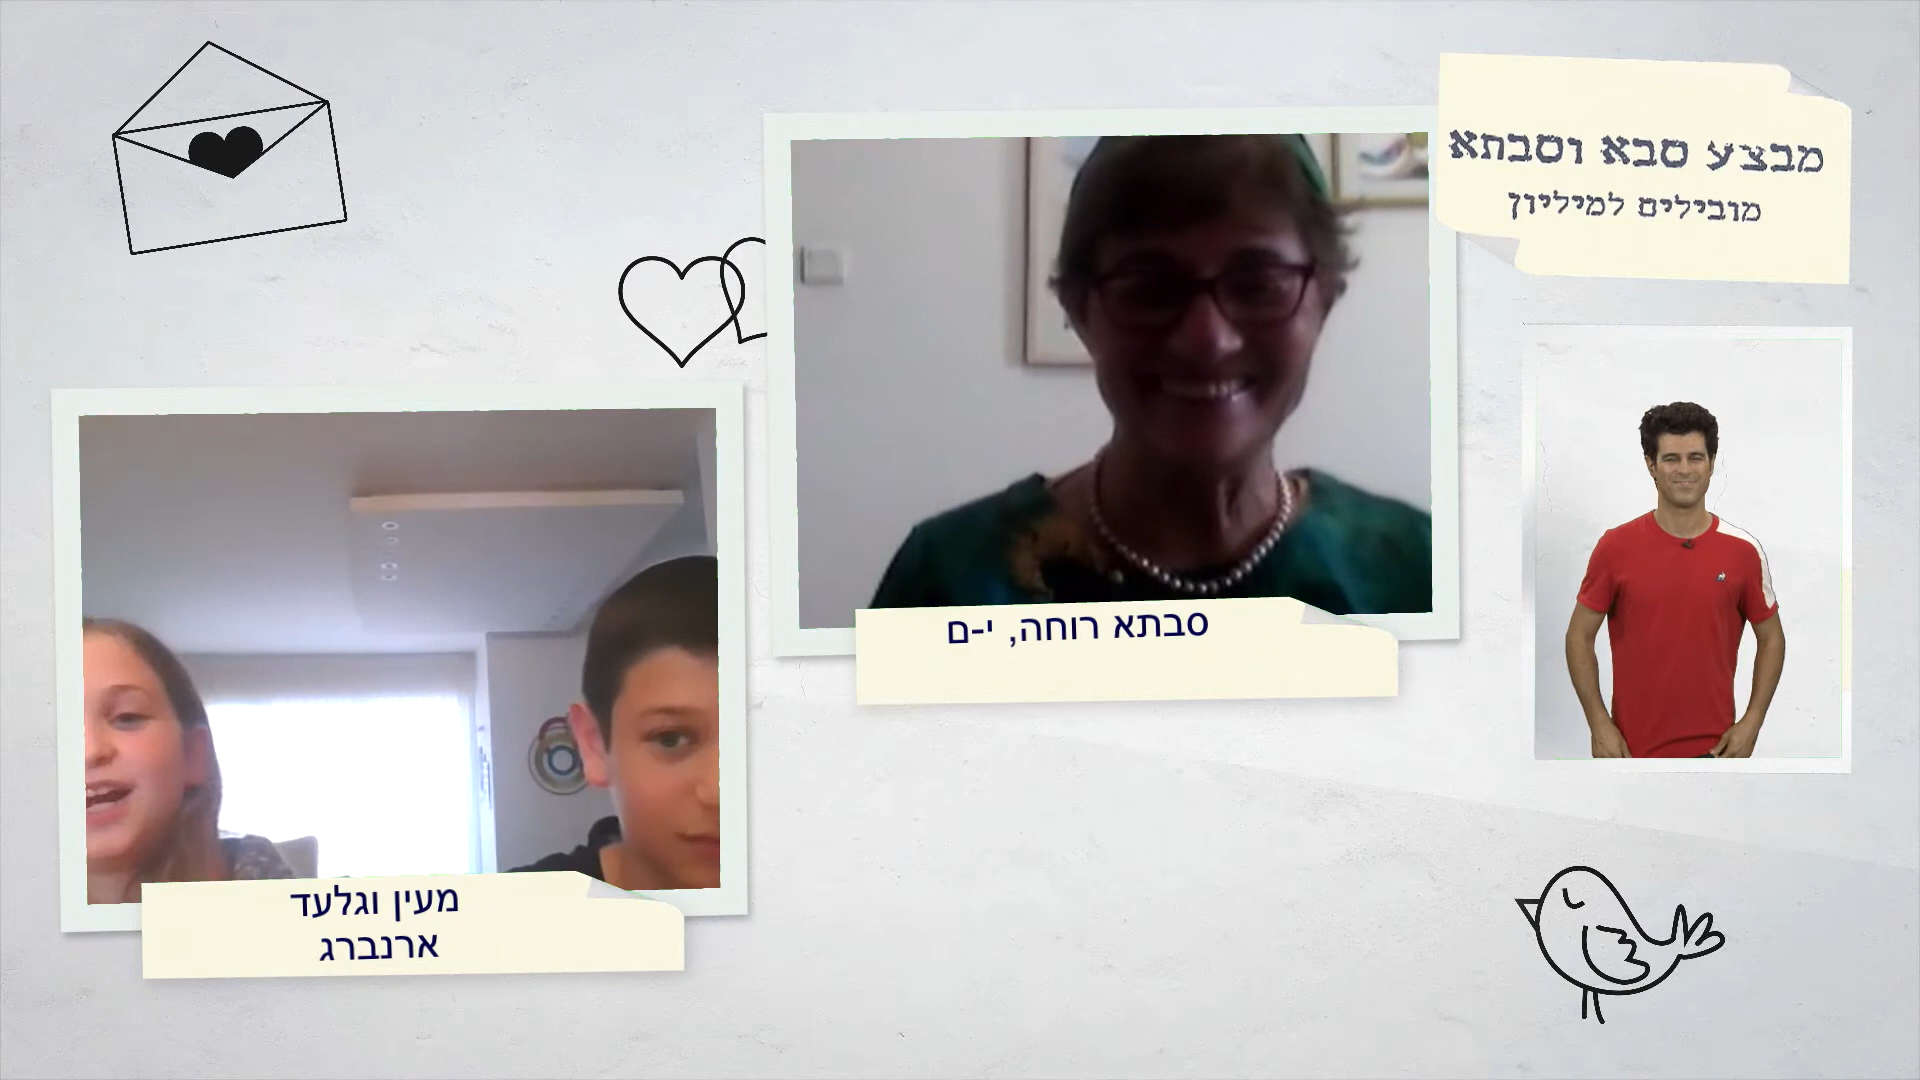 מבצע סבא וסבתא
מובילים למיליון
סבתא רוחה, י-ם
מעין וגלעד
ארנברג